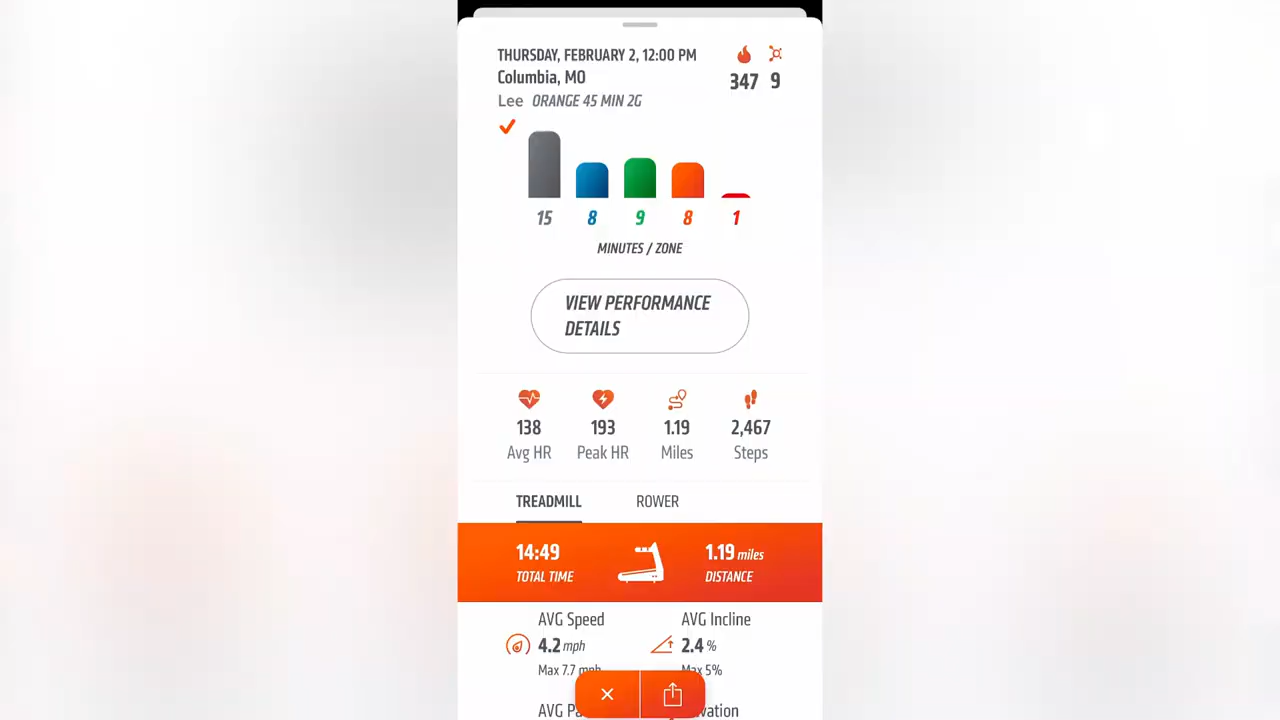 THURSDAY, FEBRUARY 2, 12:00 PM
Columbia, MO
Lee ORANGE 45 MIN 2G
347 9
15 8 9 8 1
MINUTES / ZONE
VIEW PERFORMANCE
DETAILS
138 193 1.19 2,467
Avg HR Peak HR Miles Steps
TREADMILL ROWER
14:49 1.19 miles
TOTAL TIME DISTANCE
AVG Speed AVG Incline
4.2 mph 2.4 %
Max 7.7 mph Max 5%
AVG